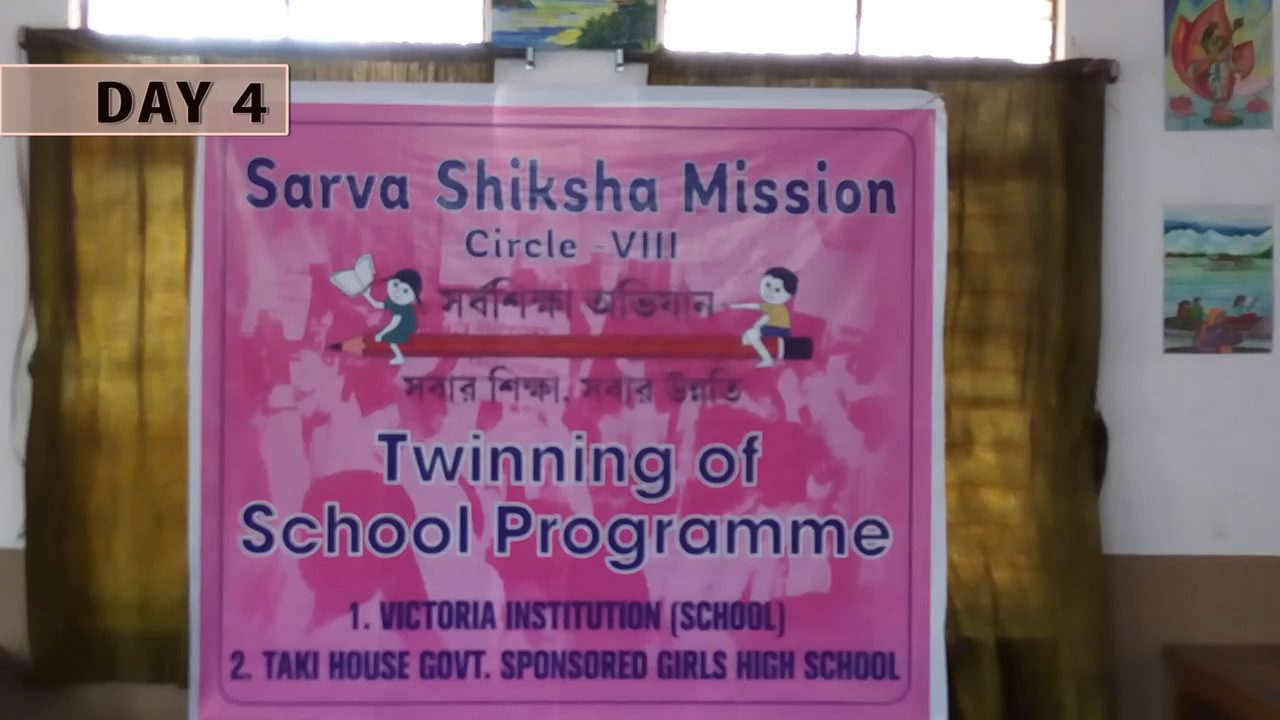 DAY 4
Sarva Shiksha Mission
Circle -VIII
সর্বশিক্ষা অভিযান
সবার শিক্ষা, সবার উন্নতি
Twinning of
School Programme
1. VICTORIA INSTITUTION (SCHOOL)
2. TAKI HOUSE GOVT. SPONSORED GIRLS HIGH SCHOOL